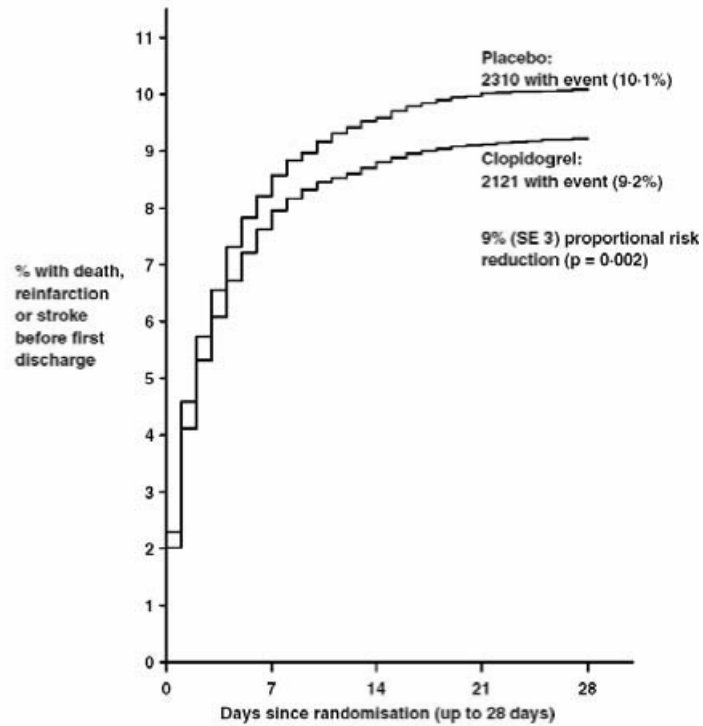 11
10
9
8
7
6
5
4
3
2
1
0
% with death,
reinfarction
or stroke
before first
discharge
Placebo:
2310 with event (10·1%)
Clopidogrel:
2121 with event (9·2%)
9% (SE 3) proportional risk
reduction (p = 0·002)
0 7 14 21 28
Days since randomisation (up to 28 days)